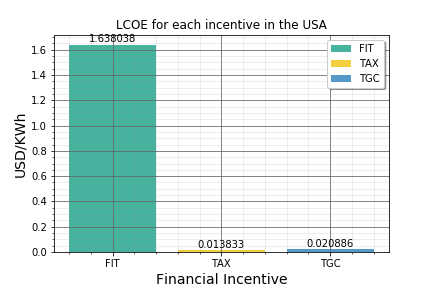 LCOE for each incentive in the USA
1.638038
FIT
TAX
TGC
1.6
1.4
1.2
1.0
0.8
0.6
0.4
0.2
0.0
USD/KWh
0.013833
0.020886
FIT
TAX
TGC
Financial Incentive